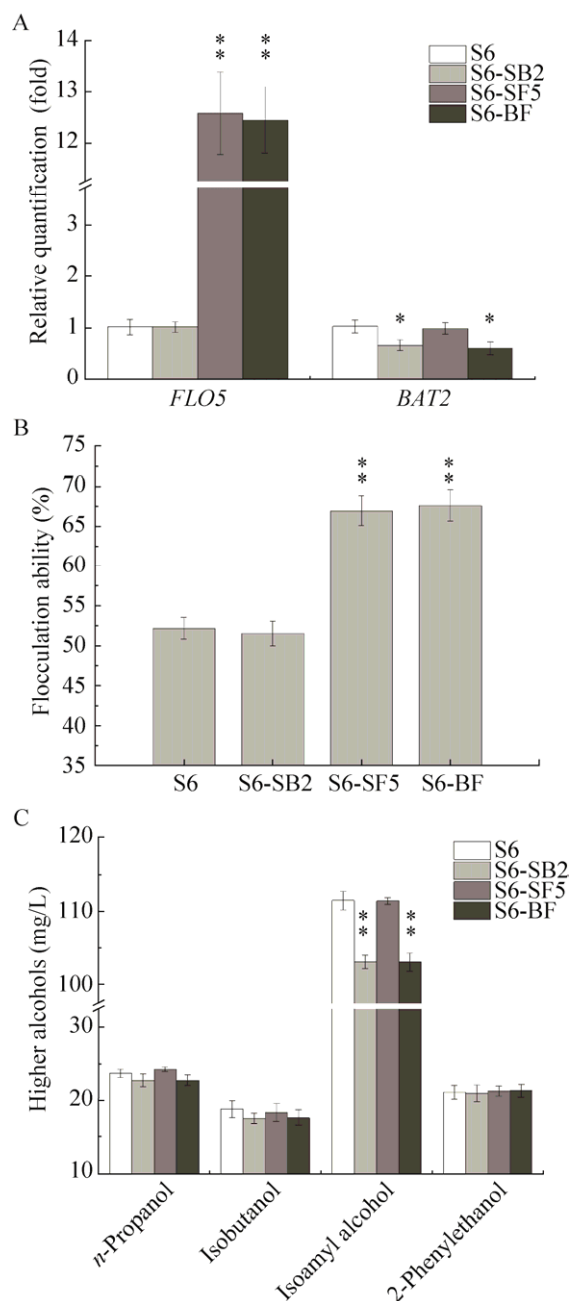 A
Relative quantification (fold)
14
13
12
3
2
1
0
**
**
*
*
S6
S6-SB2
S6-SF5
S6-BF
FLO5
BAT2
B
Flocculation ability (%)
75
70
65
60
55
50
45
40
35
**
**
S6
S6-SB2
S6-SF5
S6-BF
C
Higher alcohols (mg/L)
120
110
100
30
20
10
**
**
S6
S6-SB2
S6-SF5
S6-BF
n-Propanol
Isobutanol
Isoamyl alcohol
2-Phenylethanol